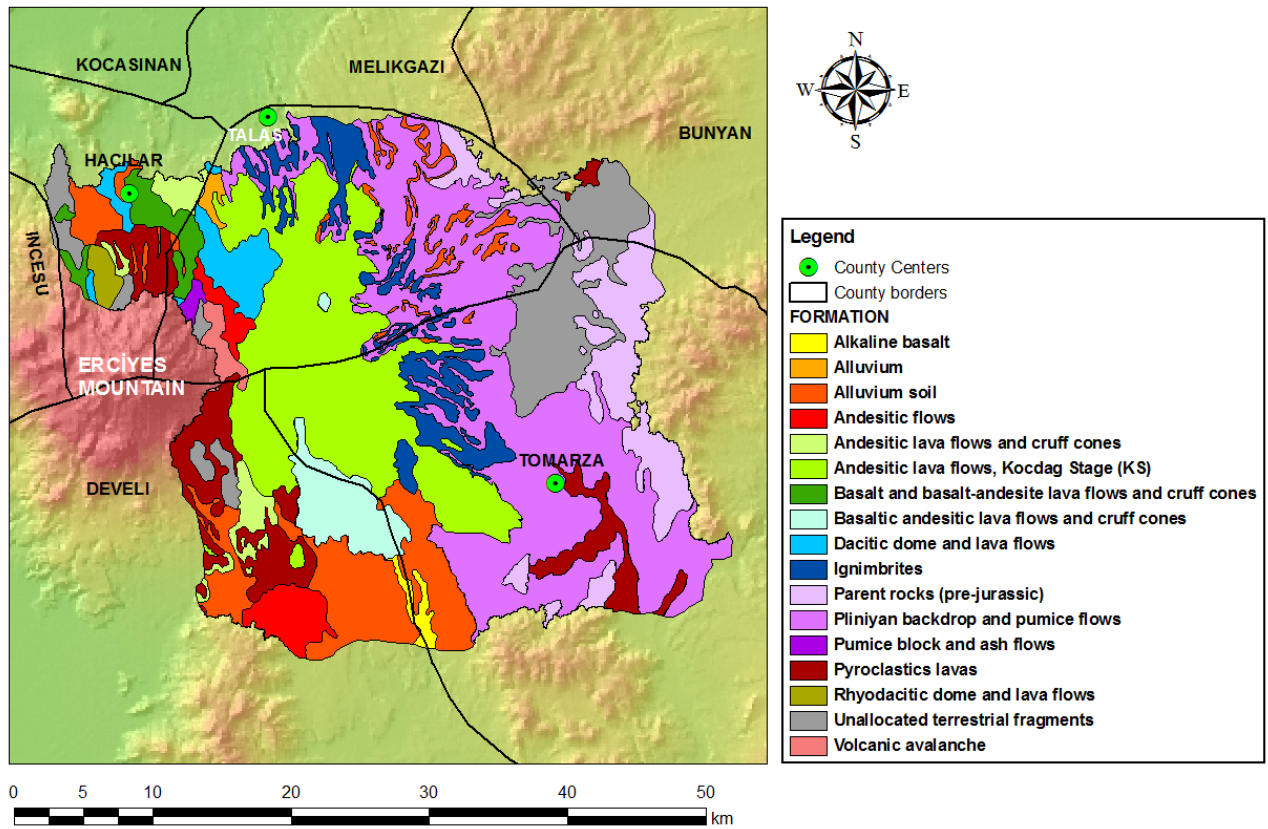 KOCASINAN
MELIKGAZI
BUNYAN
TALAS
HACILAR
INCESU
ERCİYES
MOUNTAIN
DEVELI
TOMARZA
N
W
E
S
Legend
County Centers
County borders
FORMATION
Alkaline basalt
Alluvium
Alluvium soil
Andesitic flows
Andesitic lava flows and cruff cones
Andesitic lava flows, Kocdag Stage (KS)
Basalt and basalt-andesite lava flows and cruff cones
Basaltic andesitic lava flows and cruff cones
Dacitic dome and lava flows
Ignimbrites
Parent rocks (pre-jurassic)
Pliniyan backdrop and pumice flows
Pumice block and ash flows
Pyroclastics lavas
Rhyodacitic dome and lava flows
Unallocated terrestrial fragments
Volcanic avalanche
0 5 10 20 30 40 50
km